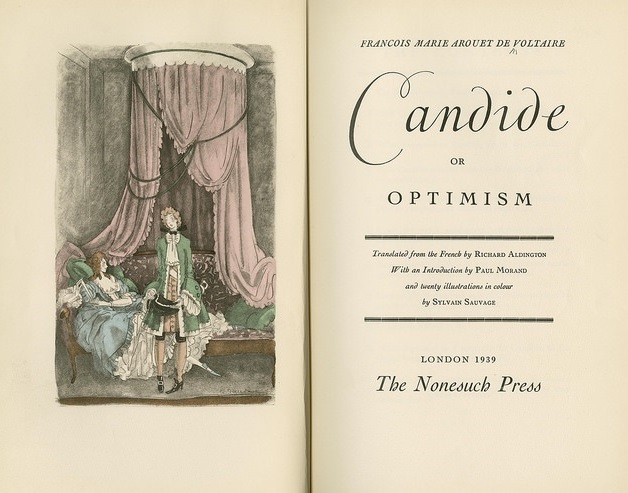 FRANCOIS MARIE AROUET DE VOLTAIRE
Candide
OR
OPTIMISM
Translated from the French by RICHARD ALDINGTON
With an Introduction by PAUL MORAND
and twenty illustrations in colour
by SYLVAIN SAUVAGE
LONDON 1939
The Nonesuch Press